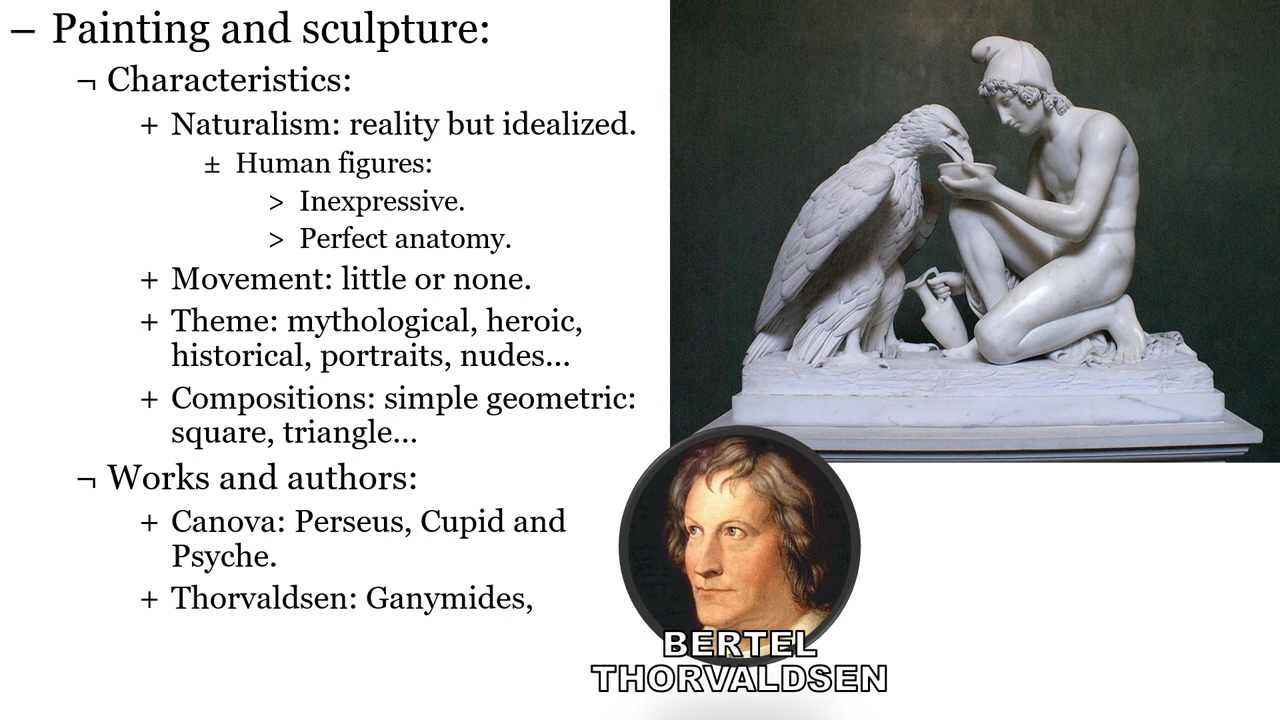 – Painting and sculpture:
¬ Characteristics:
+ Naturalism: reality but idealized.
± Human figures:
> Inexpressive.
> Perfect anatomy.
+ Movement: little or none.
+ Theme: mythological, heroic,
historical, portraits, nudes...
+ Compositions: simple geometric:
square, triangle...
¬ Works and authors:
+ Canova: Perseus, Cupid and
Psyche.
+ Thorvaldsen: Ganymides,
BERTEL
THORVALDSEN